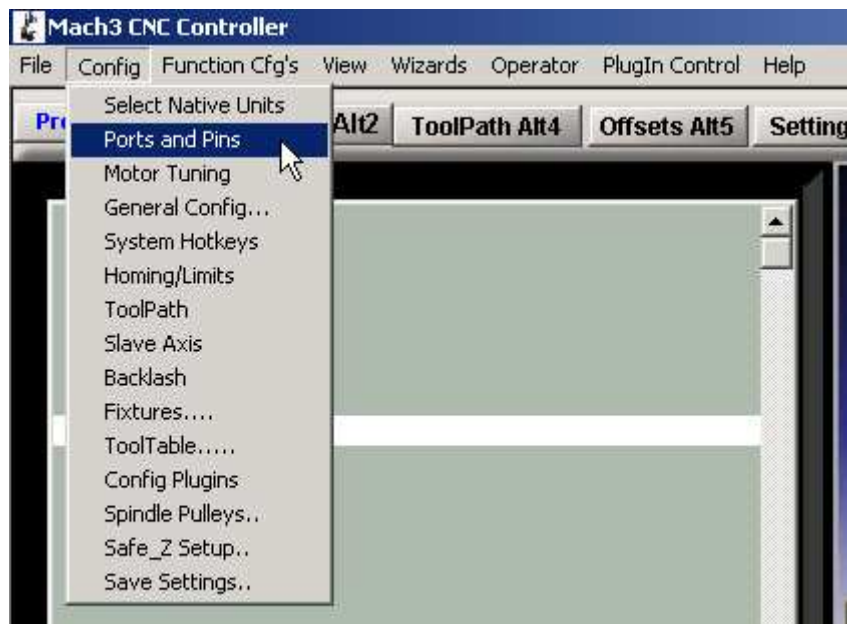 Mach3 CNC Controller
File Config Function Cfg's View Wizards Operator PlugIn Control Help
Alt2 ToolPath Alt4 Offsets Alt5 Setting
Select Native Units
Ports and Pins
Motor Tuning
General Config...
System Hotkeys
Homing/Limits
ToolPath
Slave Axis
Backlash
Fixtures....
ToolTable.....
Config Plugins
Spindle Pulleys..
Safe_Z Setup..
Save Settings..